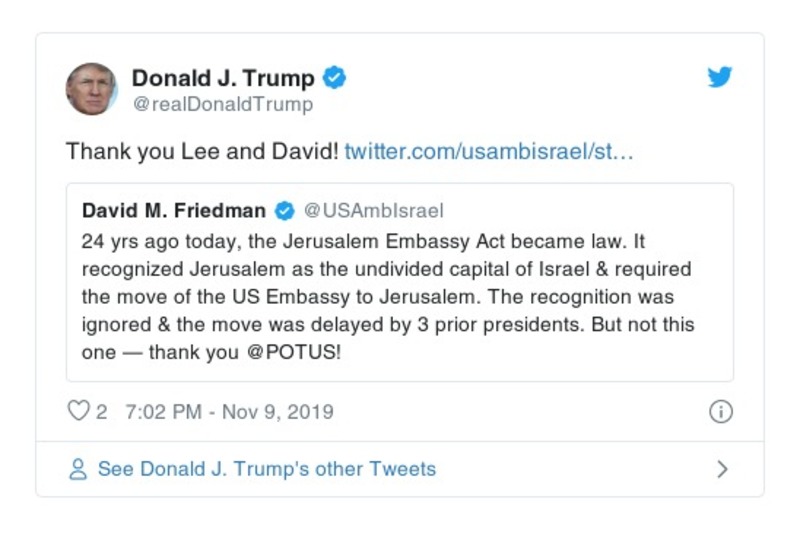 Donald J. Trump
@realDonaldTrump
Thank you Lee and David! twitter.com/usambisrael/st…
David M. Friedman @USAmbIsrael
24 yrs ago today, the Jerusalem Embassy Act became law. It
recognized Jerusalem as the undivided capital of Israel & required
the move of the US Embassy to Jerusalem. The recognition was
ignored & the move was delayed by 3 prior presidents. But not this
one — thank you @POTUS!
2 7:02 PM - Nov 9, 2019
See Donald J. Trump's other Tweets